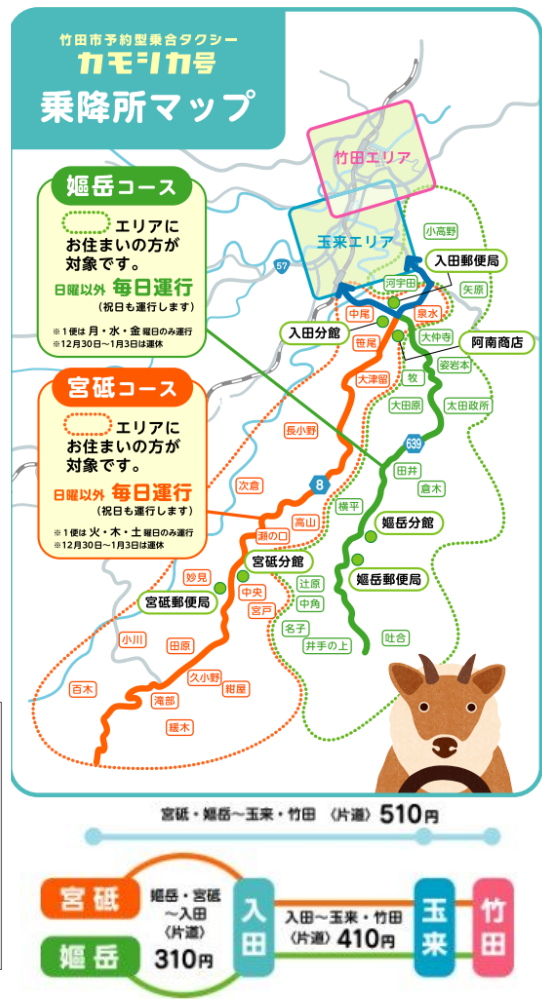 竹田市予約型乗合タクシー
カモシカ号
乗降所マップ
嫗岳コース
エリアに
お住まいの方が
対象です。
日曜以外 毎日運行
(祝日も運行します)
※1便は 月・水・金 曜日のみ運行
※12月30日〜1月3日は運休
宮砥コース
エリアに
お住まいの方が
対象です。
日曜以外 毎日運行
(祝日も運行します)
※1便は 火・木・土 曜日のみ運行
※12月30日〜1月3日は運休
竹田エリア
玉来エリア
57
小高野
入田郵便局
河宇田
矢原
中尾
泉水
入田分館
大仲寺
阿南商店
笹尾
姿岩本
大津留
牧
大田原
太田政所
長小野
639
田井
次倉
8
倉木
横平
高山
嫗岳分館
瀬の口
宮砥分館
嫗岳郵便局
妙見
辻原
宮砥郵便局
中央
中角
宮戸
名子
小川
田原
井手の上
吐合
久小野
百木
紺屋
滝部
緩木
宮砥・嫗岳〜玉来・竹田 〈片道〉 510円
宮砥
嫗岳
嫗岳・宮砥
〜入田
〈片道〉
310円
入田
入田〜玉来・竹田
〈片道〉 410円
玉来
竹田